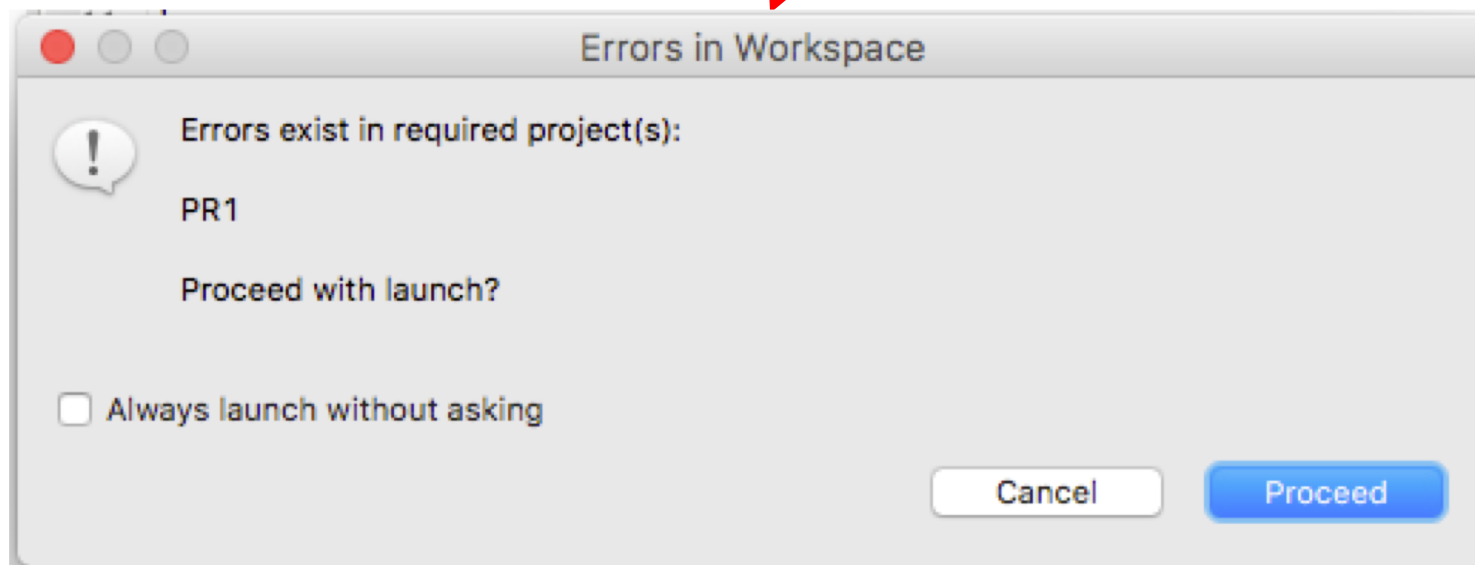 Errors in Workspace
Errors exist in required project(s):
PR1
Proceed with launch?
Always launch without asking
Cancel
Proceed